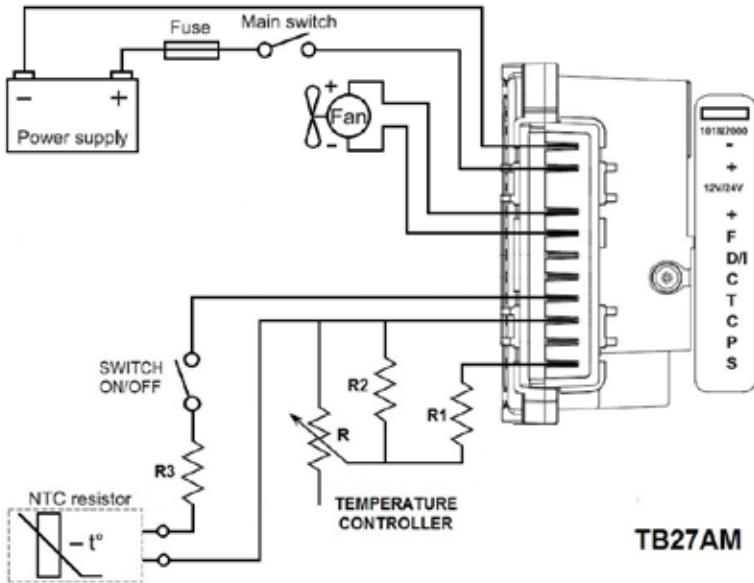 Fuse
Main switch
− +
Power supply
+
Fan
-
101N2000
-
+
12V/24V
+
F
D/I
C
T
C
P
S
SWITCH
ON/OFF
R3
R
R2
R1
NTC resistor
– t°
TEMPERATURE
CONTROLLER
TB27AM